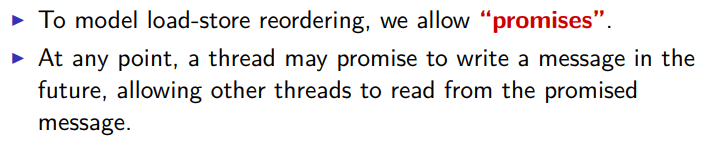 ► To model load-store reordering, we allow “promises”.
► At any point, a thread may promise to write a message in the
future, allowing other threads to read from the promised
message.